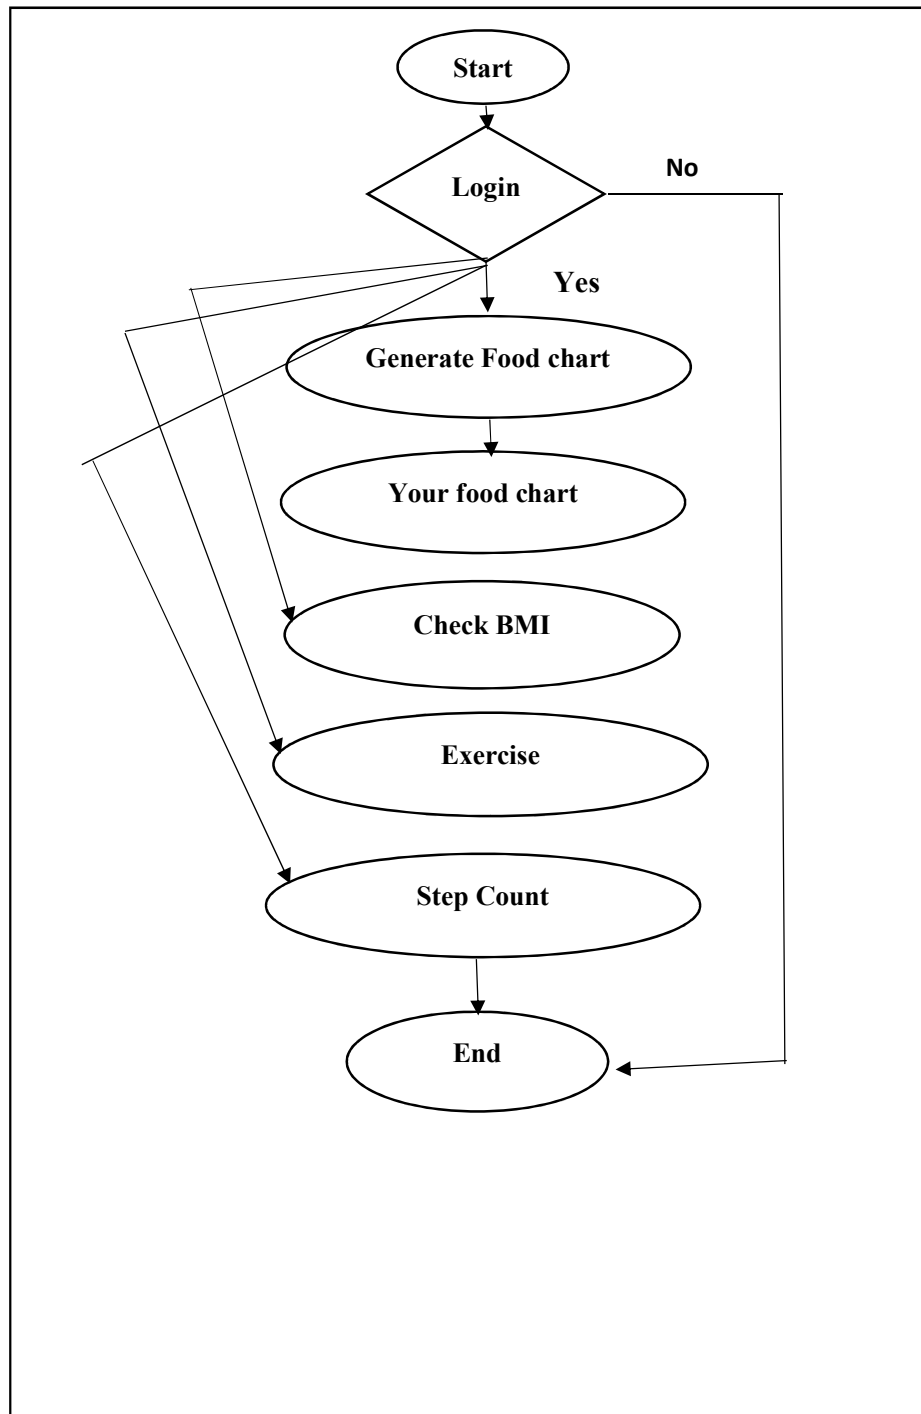 Start
Login
No
Yes
Generate Food chart
Your food chart
Check BMI
Exercise
Step Count
End